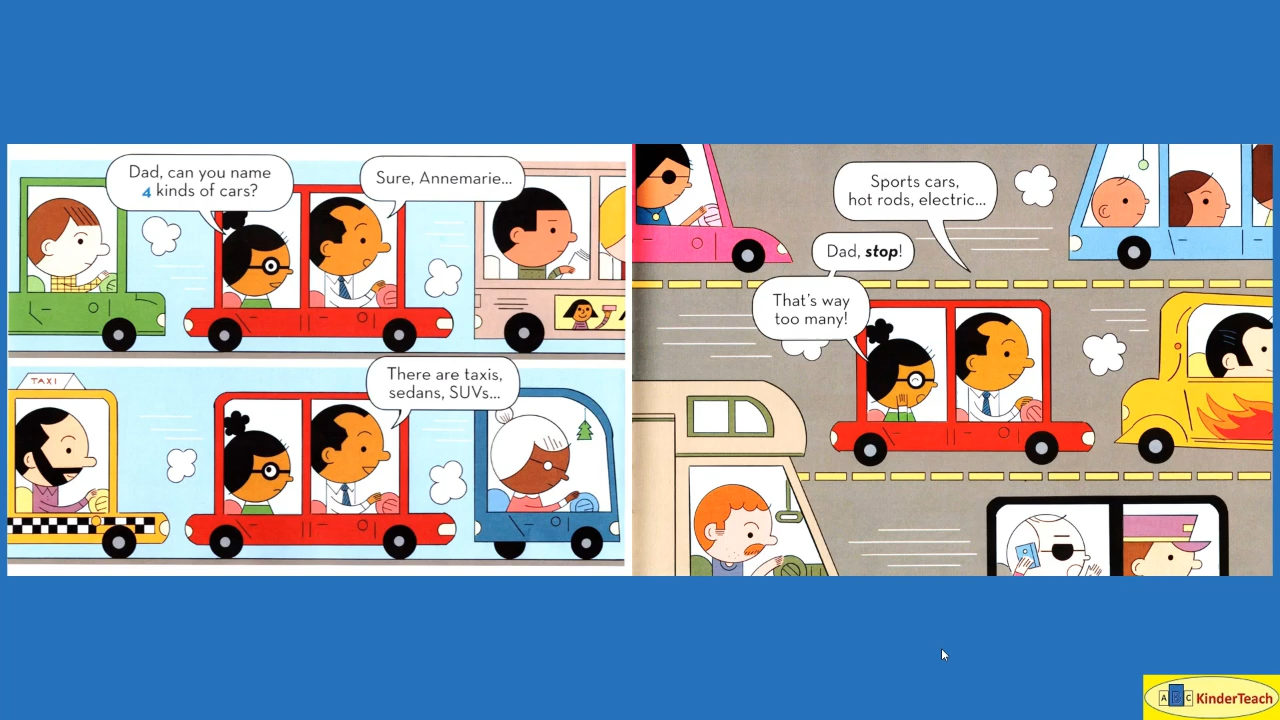 Dad, can you name
4 kinds of cars?
Sure, Annemarie...
TAXI
There are taxis,
sedans, SUVs...
Sports cars,
hot rods, electric...
Dad, stop!
That's way
too many!
ABC KinderTeach